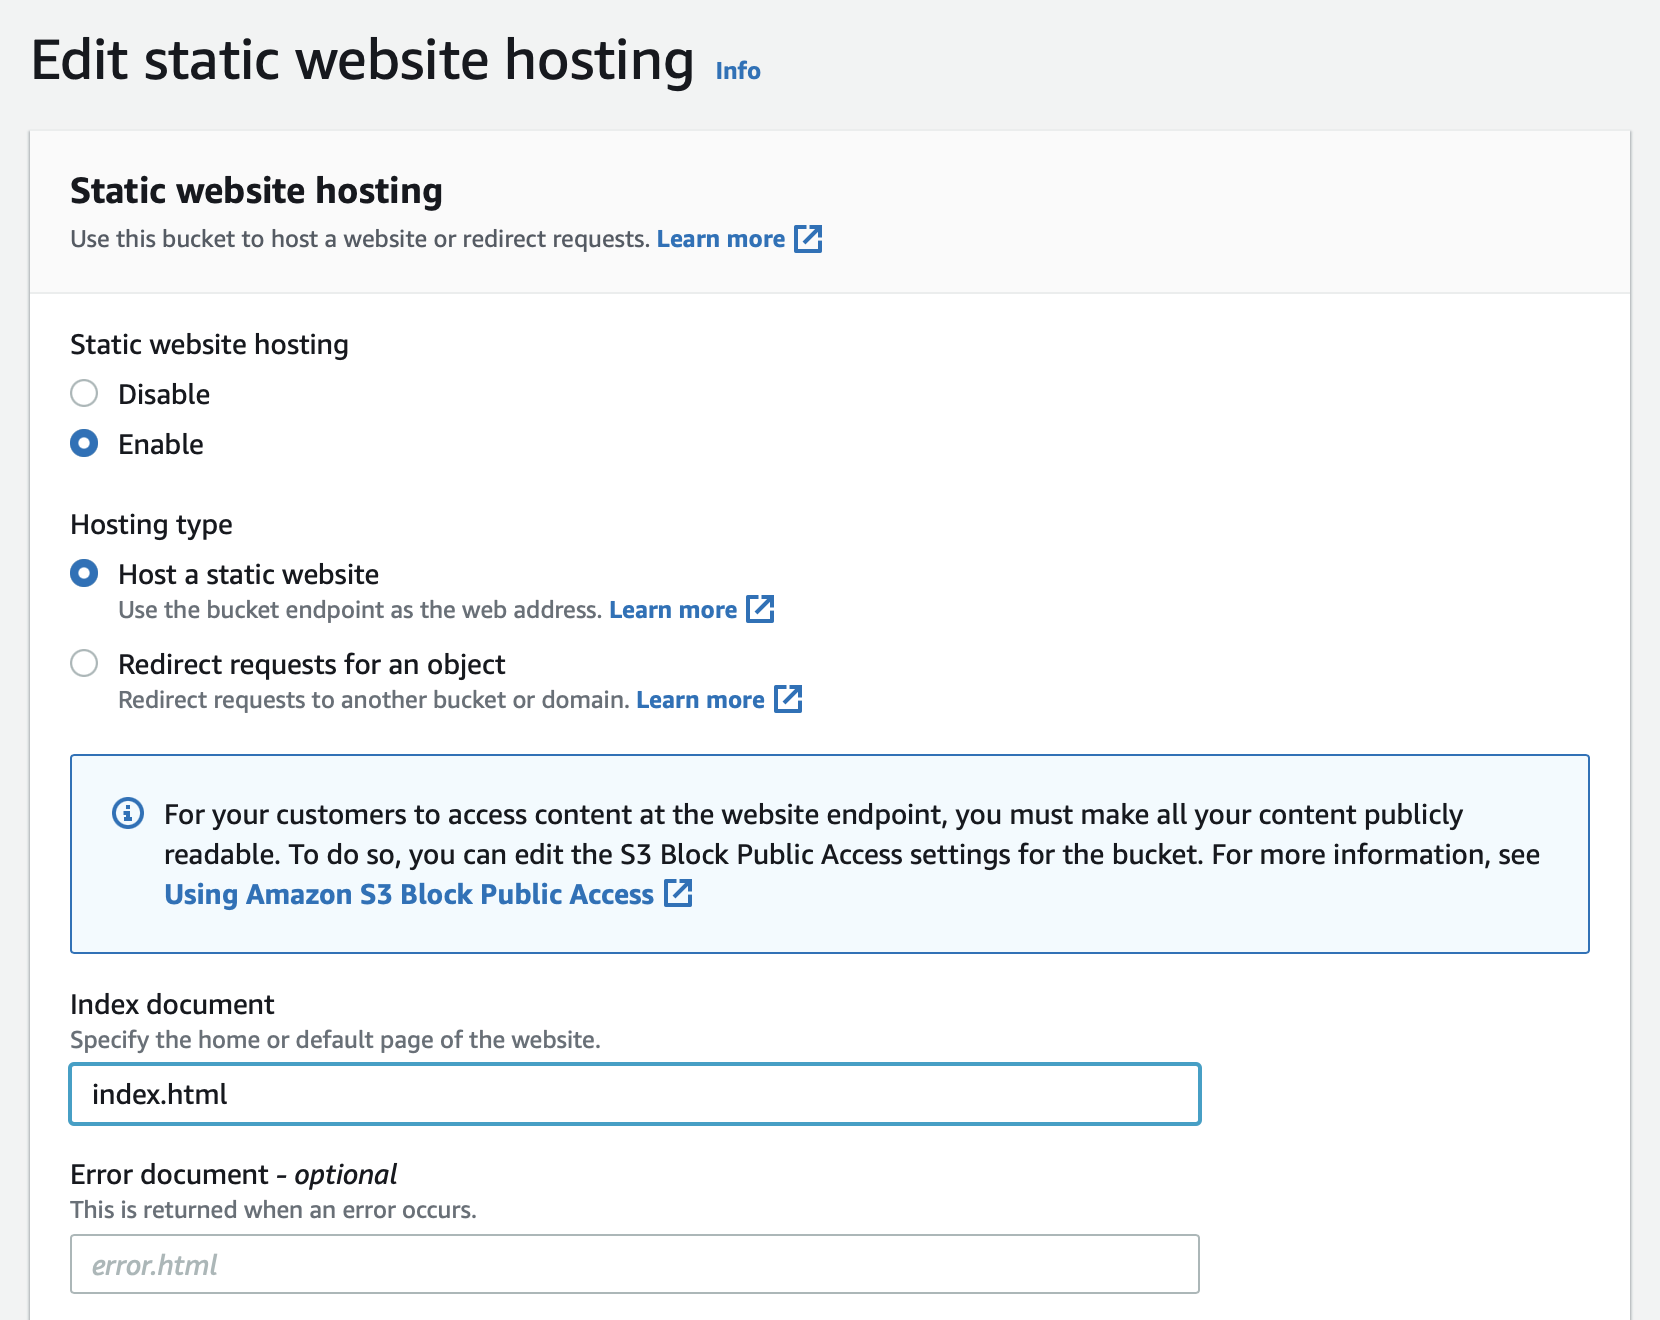 Edit static website hosting Info
Static website hosting
Use this bucket to host a website or redirect requests. Learn more
Static website hosting
Disable
Enable
Hosting type
Host a static website
Use the bucket endpoint as the web address. Learn more
Redirect requests for an object
Redirect requests to another bucket or domain. Learn more
For your customers to access content at the website endpoint, you must make all your content publicly
readable. To do so, you can edit the S3 Block Public Access settings for the bucket. For more information, see
Using Amazon S3 Block Public Access
Index document
Specify the home or default page of the website.
index.html
Error document - optional
This is returned when an error occurs.
error.html